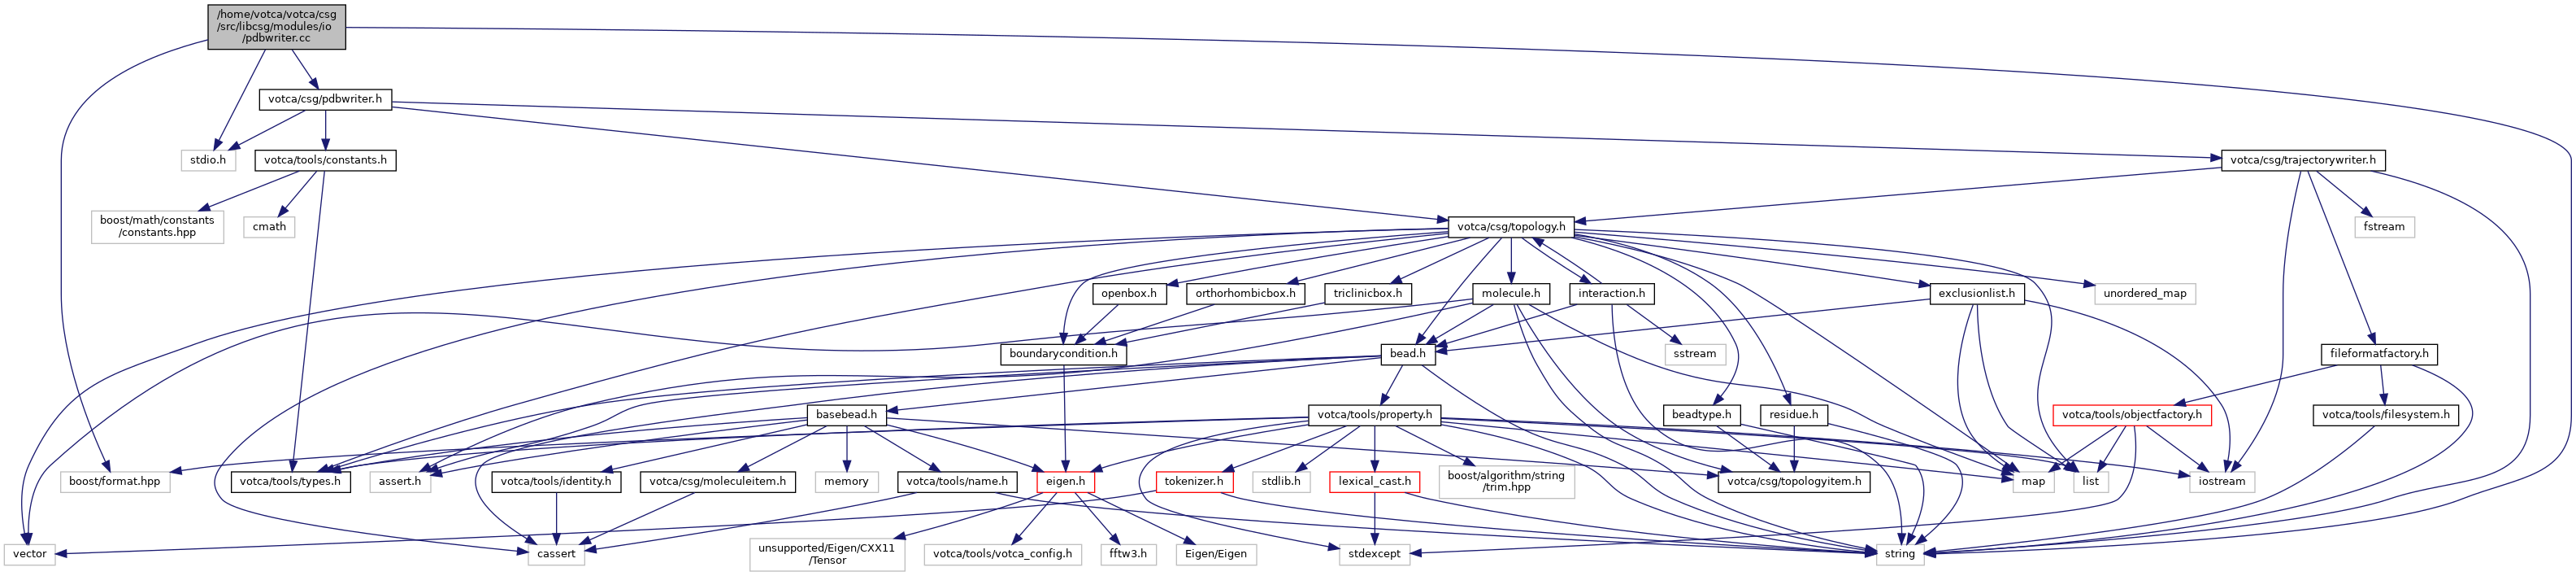 /home/votca/votca/csg
/src/libcsg/modules/io
/pdbwriter.cc
votca/csg/pdbwriter.h
stdio.h
votca/tools/constants.h
votca/csg/trajectorywriter.h
boost/math/constants
/constants.hpp
cmath
votca/csg/topology.h
fstream
openbox.h
orthorhombicbox.h
triclinicbox.h
molecule.h
interaction.h
exclusionlist.h
unordered_map
boundarycondition.h
bead.h
sstream
fileformatfactory.h
basebead.h
votca/tools/property.h
beadtype.h
residue.h
votca/tools/objectfactory.h
votca/tools/filesystem.h
boost/format.hpp
votca/tools/types.h
assert.h
votca/tools/identity.h
votca/csg/moleculeitem.h
memory
votca/tools/name.h
eigen.h
tokenizer.h
stdlib.h
lexical_cast.h
boost/algorithm/string
/trim.hpp
votca/csg/topologyitem.h
map
list
iostream
vector
cassert
unsupported/Eigen/CXX11
/Tensor
votca/tools/votca_config.h
fftw3.h
Eigen/Eigen
stdexcept
string